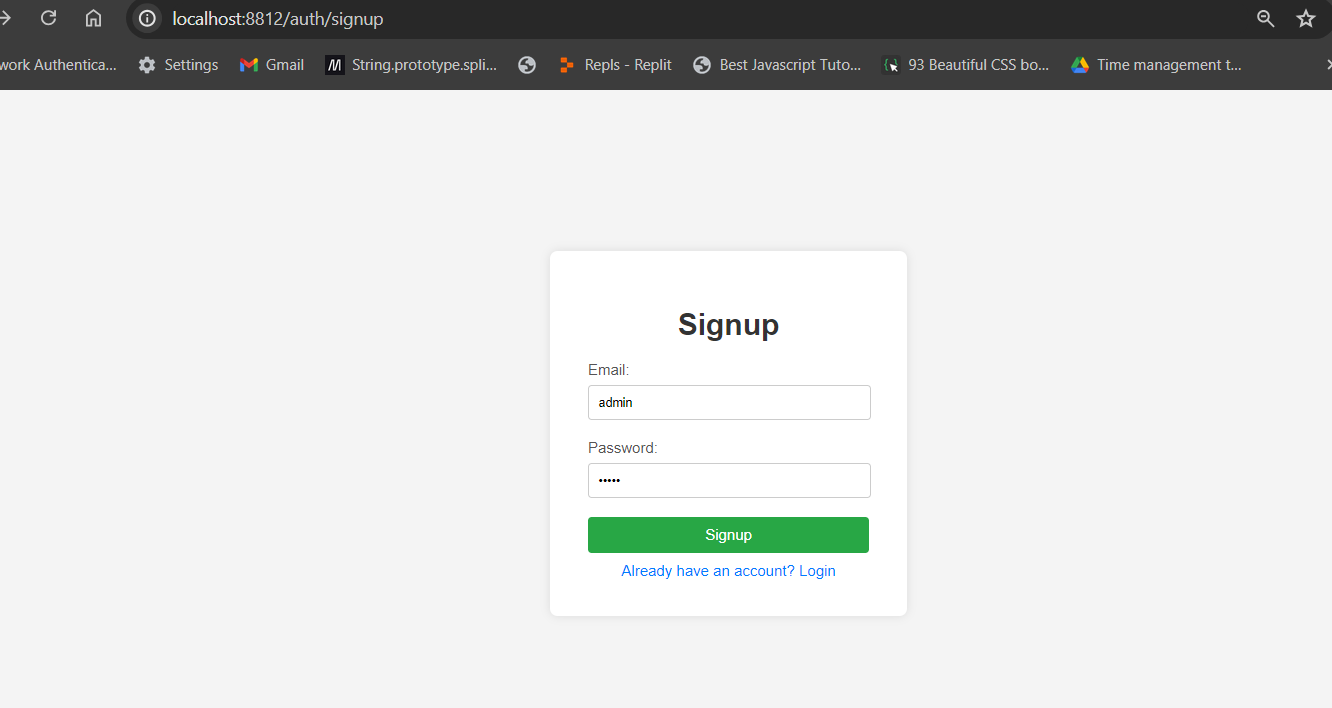 localhost:8812/auth/signup
work Authentica... Settings Gmail String.prototype.spli... Repls - Replit Best Javascript Tuto... 93 Beautiful CSS bo... Time management t...
Signup
Email:
admin
Password:
•••••
Signup
Already have an account? Login